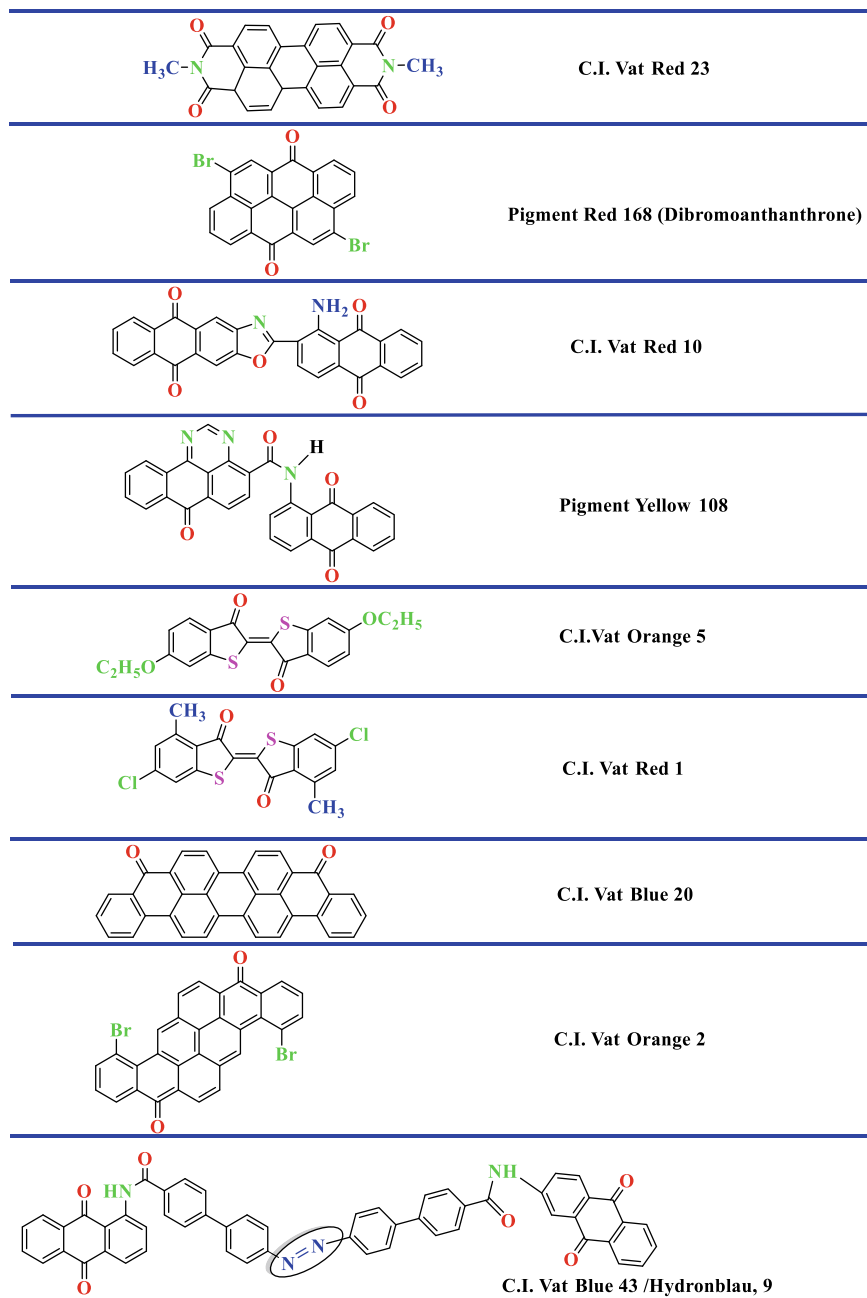 O O
H3C–N N–CH3
O O
C.I. Vat Red 23
O
Br
Br
O
Pigment Red 168 (Dibromoanthanthrone)
O N NH2 O
O O O
C.I. Vat Red 10
N N O H
N
O O
O
Pigment Yellow 108
O
S OC2H5
C2H5O S
O
C.I.Vat Orange 5
CH3
O S Cl
Cl S
O CH3
C.I. Vat Red 1
O O
C.I. Vat Blue 20
O
Br
Br
O
C.I. Vat Orange 2
O NH
O HN O
N=N O
O O
C.I. Vat Blue 43 /Hydronblau, 9